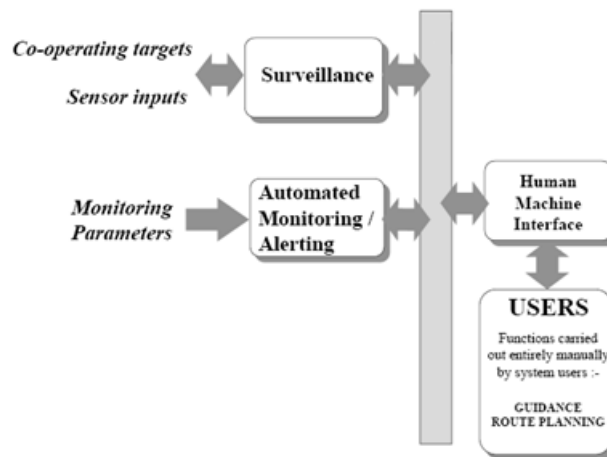 Co-operating targets
Sensor inputs
Surveillance
Monitoring
Parameters
Automated
Monitoring /
Alerting
Human
Machine
Interface
USERS
Functions carried
out entirely manually
by system users :-
GUIDANCE
ROUTE PLANNING